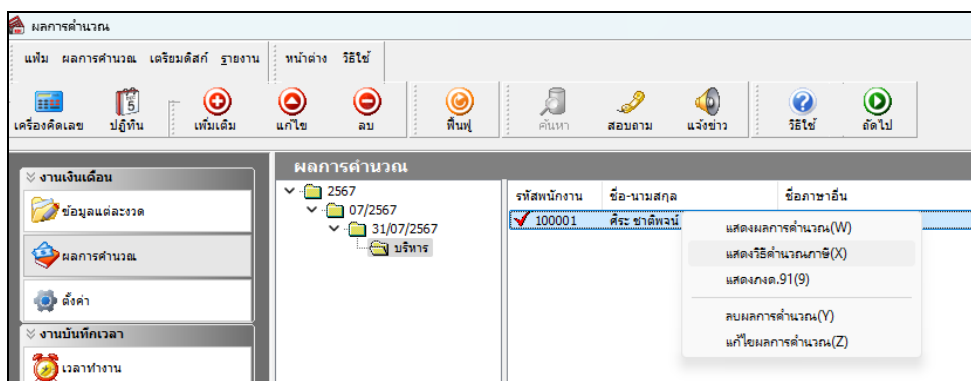 ผลการคำนวณ
แฟ้ม ผลการคำนวณ เตรียมดิสก์ รายงาน หน้าต่าง วิธีใช้
เครื่องคิดเลข ปฏิทิน เพิ่มเติม แก้ไข ลบ ฟื้นฟู ค้นหา สอบถาม แจ้งข่าว วิธีใช้ ถัดไป
งานเงินเดือน
ข้อมูลแต่ละงวด
ผลการคำนวณ
ตั้งค่า
งานบันทึกเวลา
เวลาทำงาน
ผลการคำนวณ
2567
07/2567
31/07/2567
บริหาร
รหัสพนักงาน ชื่อ-นามสกุล ชื่อภาษาอื่น
100001 ศิระ ชาติพจน์
แสดงผลการคำนวณ(W)
แสดงวิธีคำนวณภาษี(X)
แสดงภงด.91(9)
ลบผลการคำนวณ(Y)
แก้ไขผลการคำนวณ(Z)